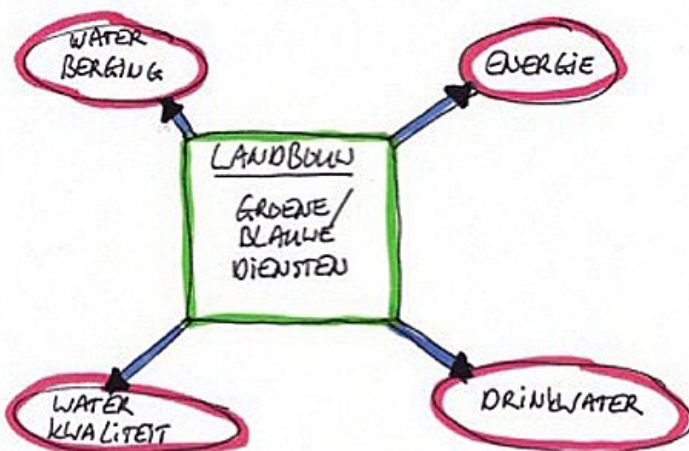 WATER
BERGING
ENERGIE
LANDBOUW
GROENE/
BLAUWE
DIENSTEN
WATER
KWALITEIT
DRINKWATER